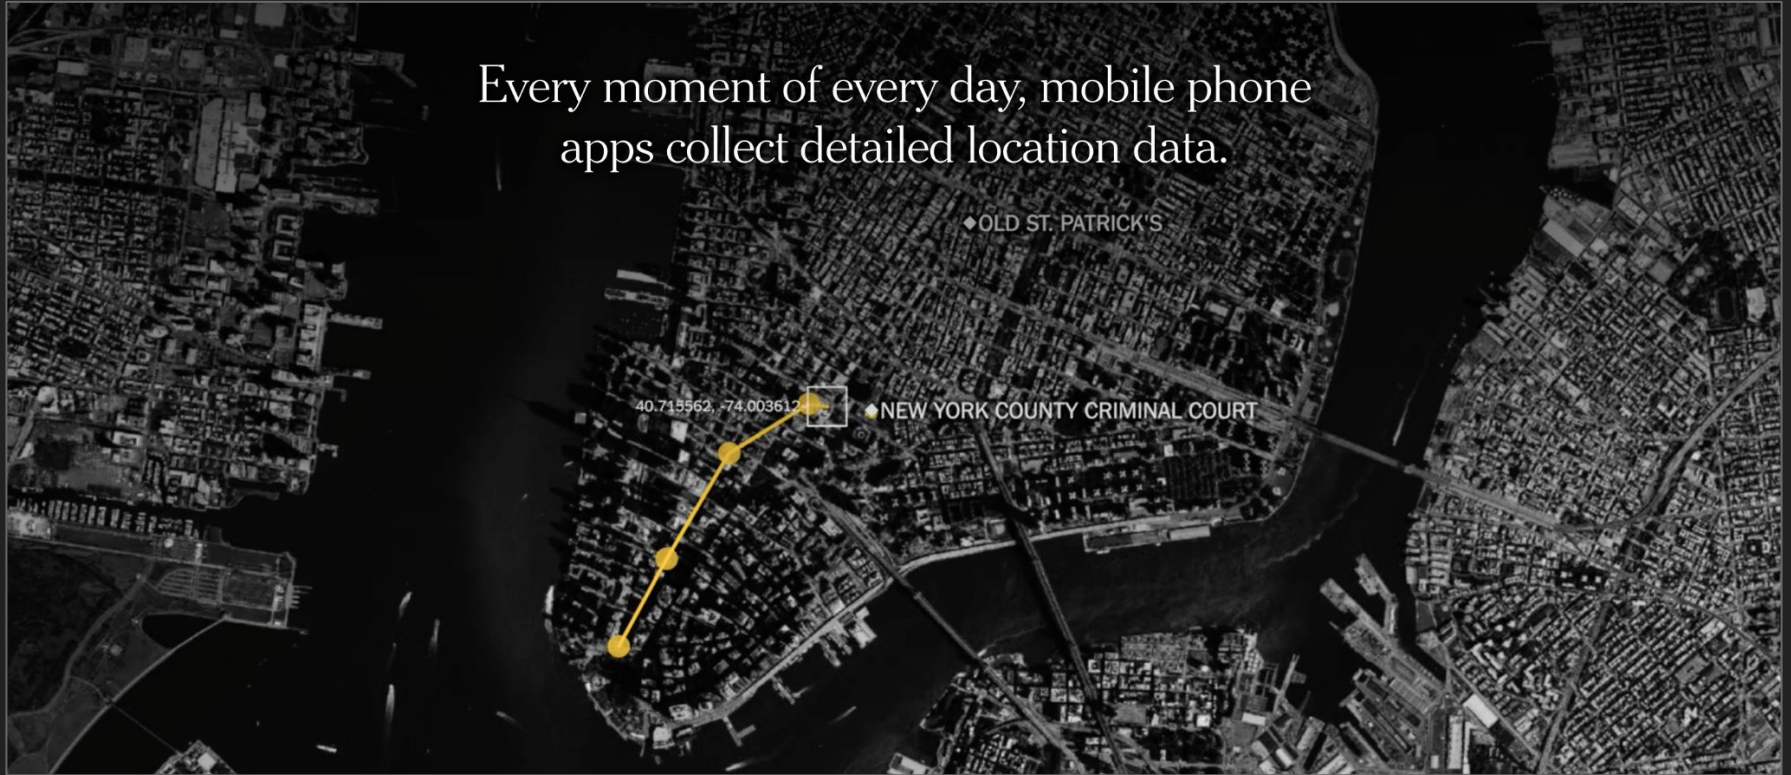 Every moment of every day, mobile phone
apps collect detailed location data.
◆OLD ST. PATRICK'S
40.715562, -74.003612
◆NEW YORK COUNTY CRIMINAL COURT